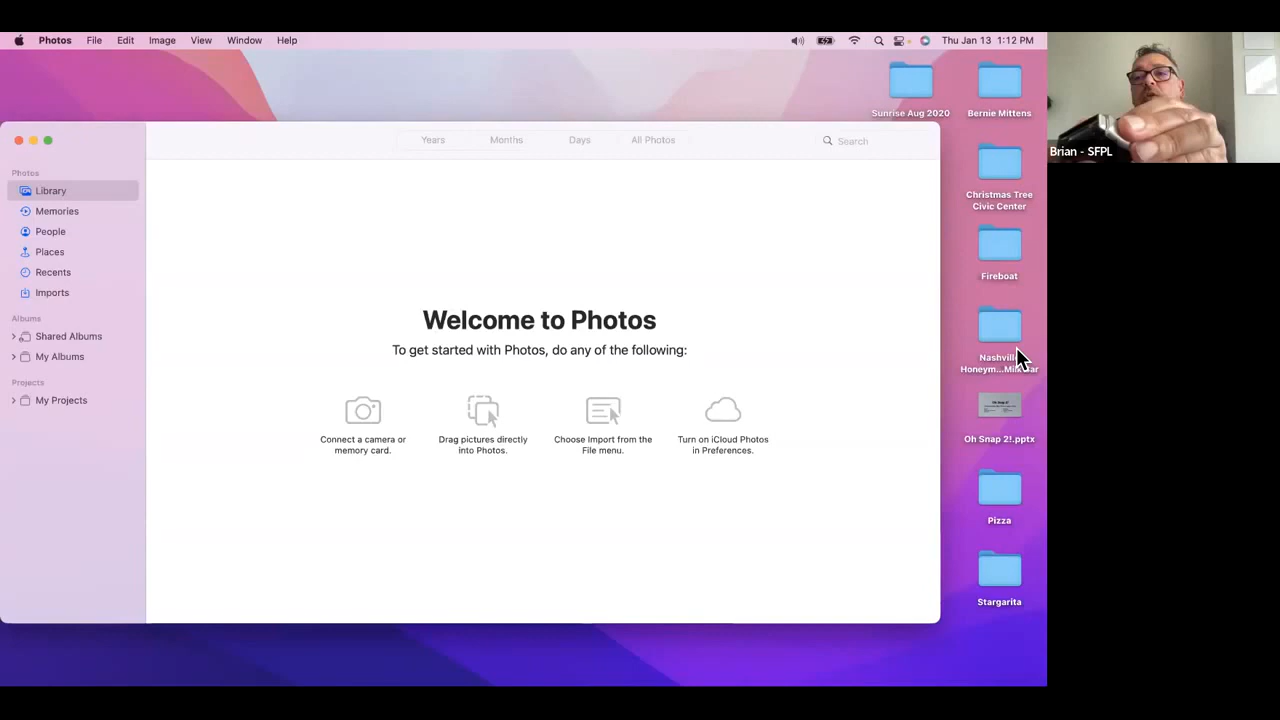 Photos File Edit Image View Window Help Thu Jan 13 1:12 PM
Sunrise Aug 2020
Bernie Mittens
Brian - SFPL
Years Months Days All Photos Search
Photos
Library
Memories
People
Places
Recents
Imports
Albums
Shared Albums
My Albums
Projects
My Projects
Welcome to Photos
To get started with Photos, do any of the following:
Connect a camera or
memory card.
Drag pictures directly
into Photos.
Choose Import from the
File menu.
Turn on iCloud Photos
in Preferences.
Christmas Tree
Civic Center
Fireboat
Oh Snap 2!
Oh Snap 2!.pptx
Pizza
Stargarita